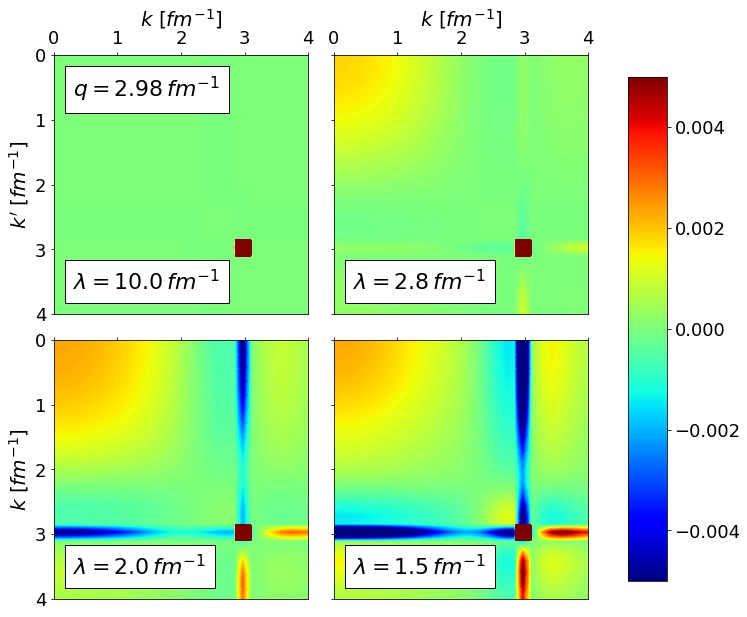 k [fm⁻¹]
0 1 2 3 4 0 1 2 3 4
k [fm⁻¹]
0
1
2
3
4
k′ [fm⁻¹]
q = 2.98 fm⁻¹
λ = 10.0 fm⁻¹
λ = 2.8 fm⁻¹
0
1
2
3
4
k [fm⁻¹]
λ = 2.0 fm⁻¹
λ = 1.5 fm⁻¹
0.004
0.002
0.000
−0.002
−0.004